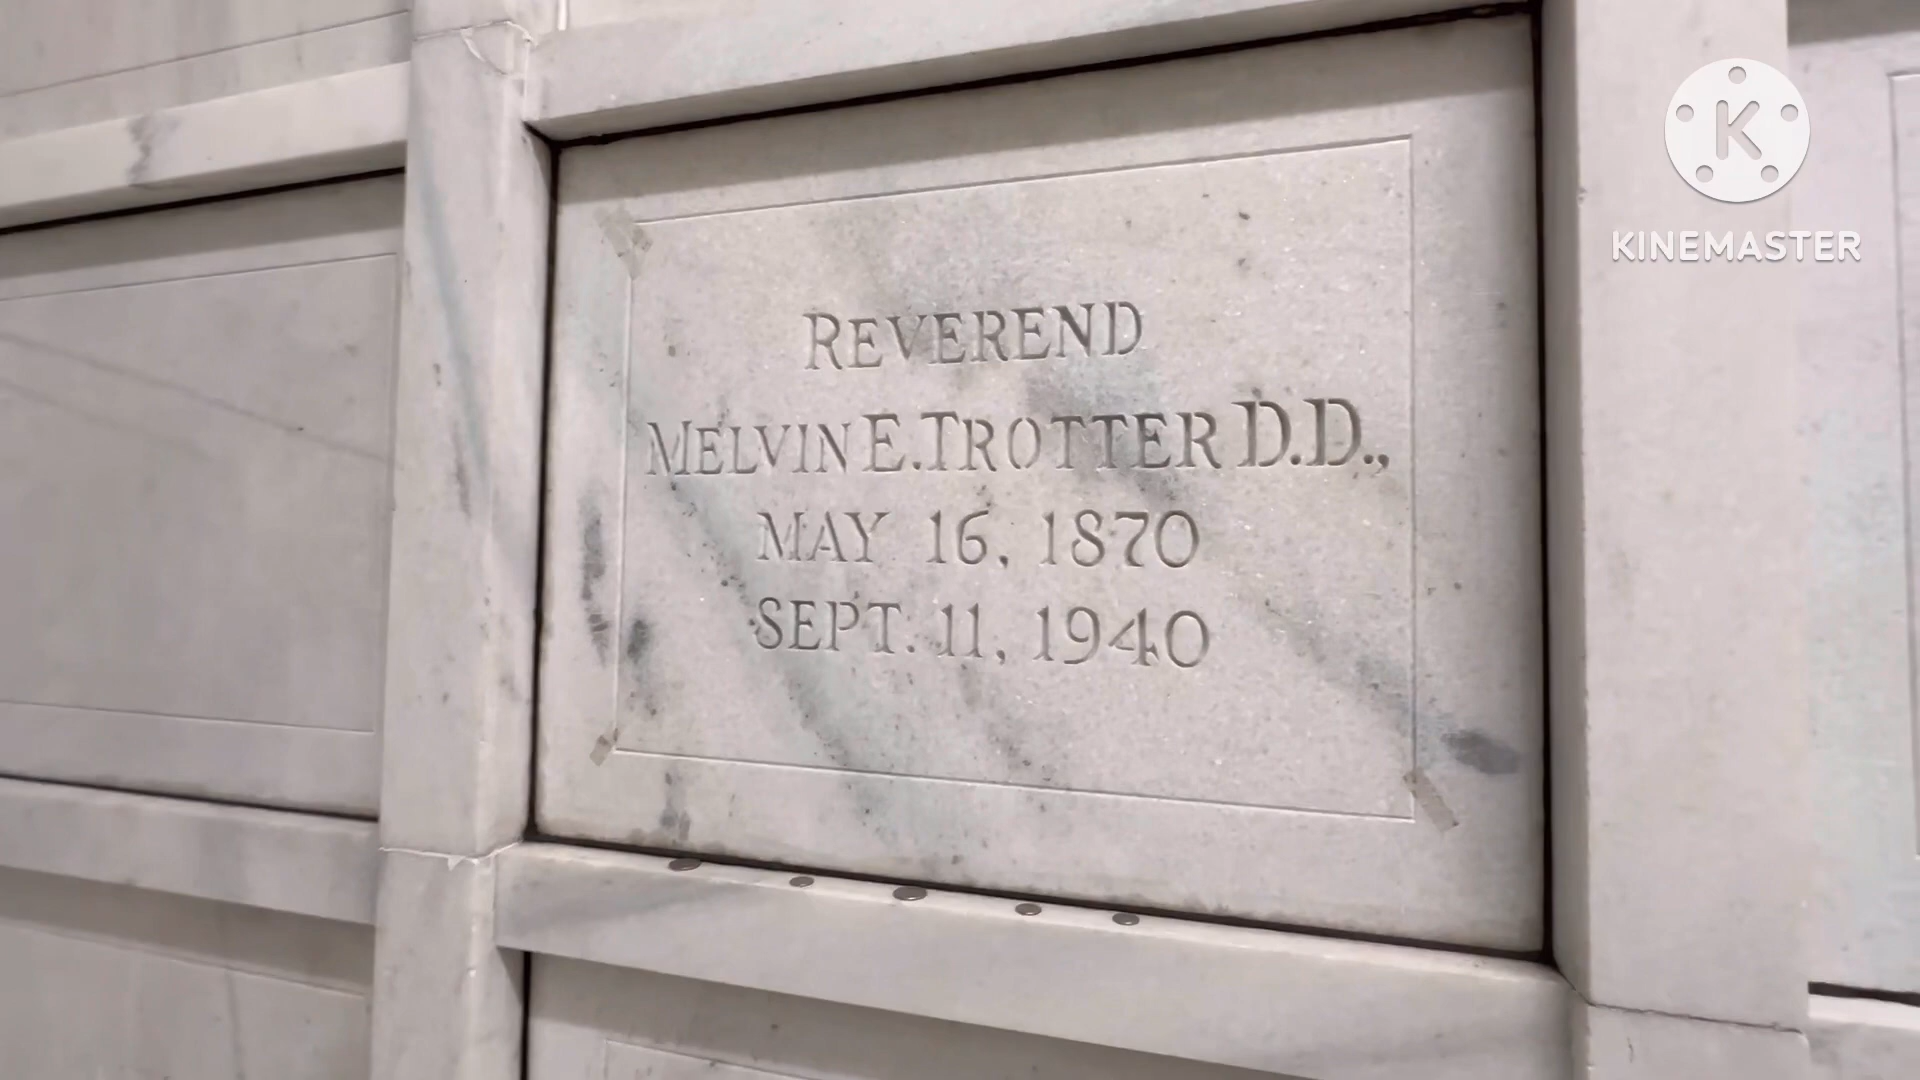 REVEREND
MELVIN E. TROTTER D.D.,
MAY 16, 1870
SEPT. 11, 1940
K
KINEMASTER